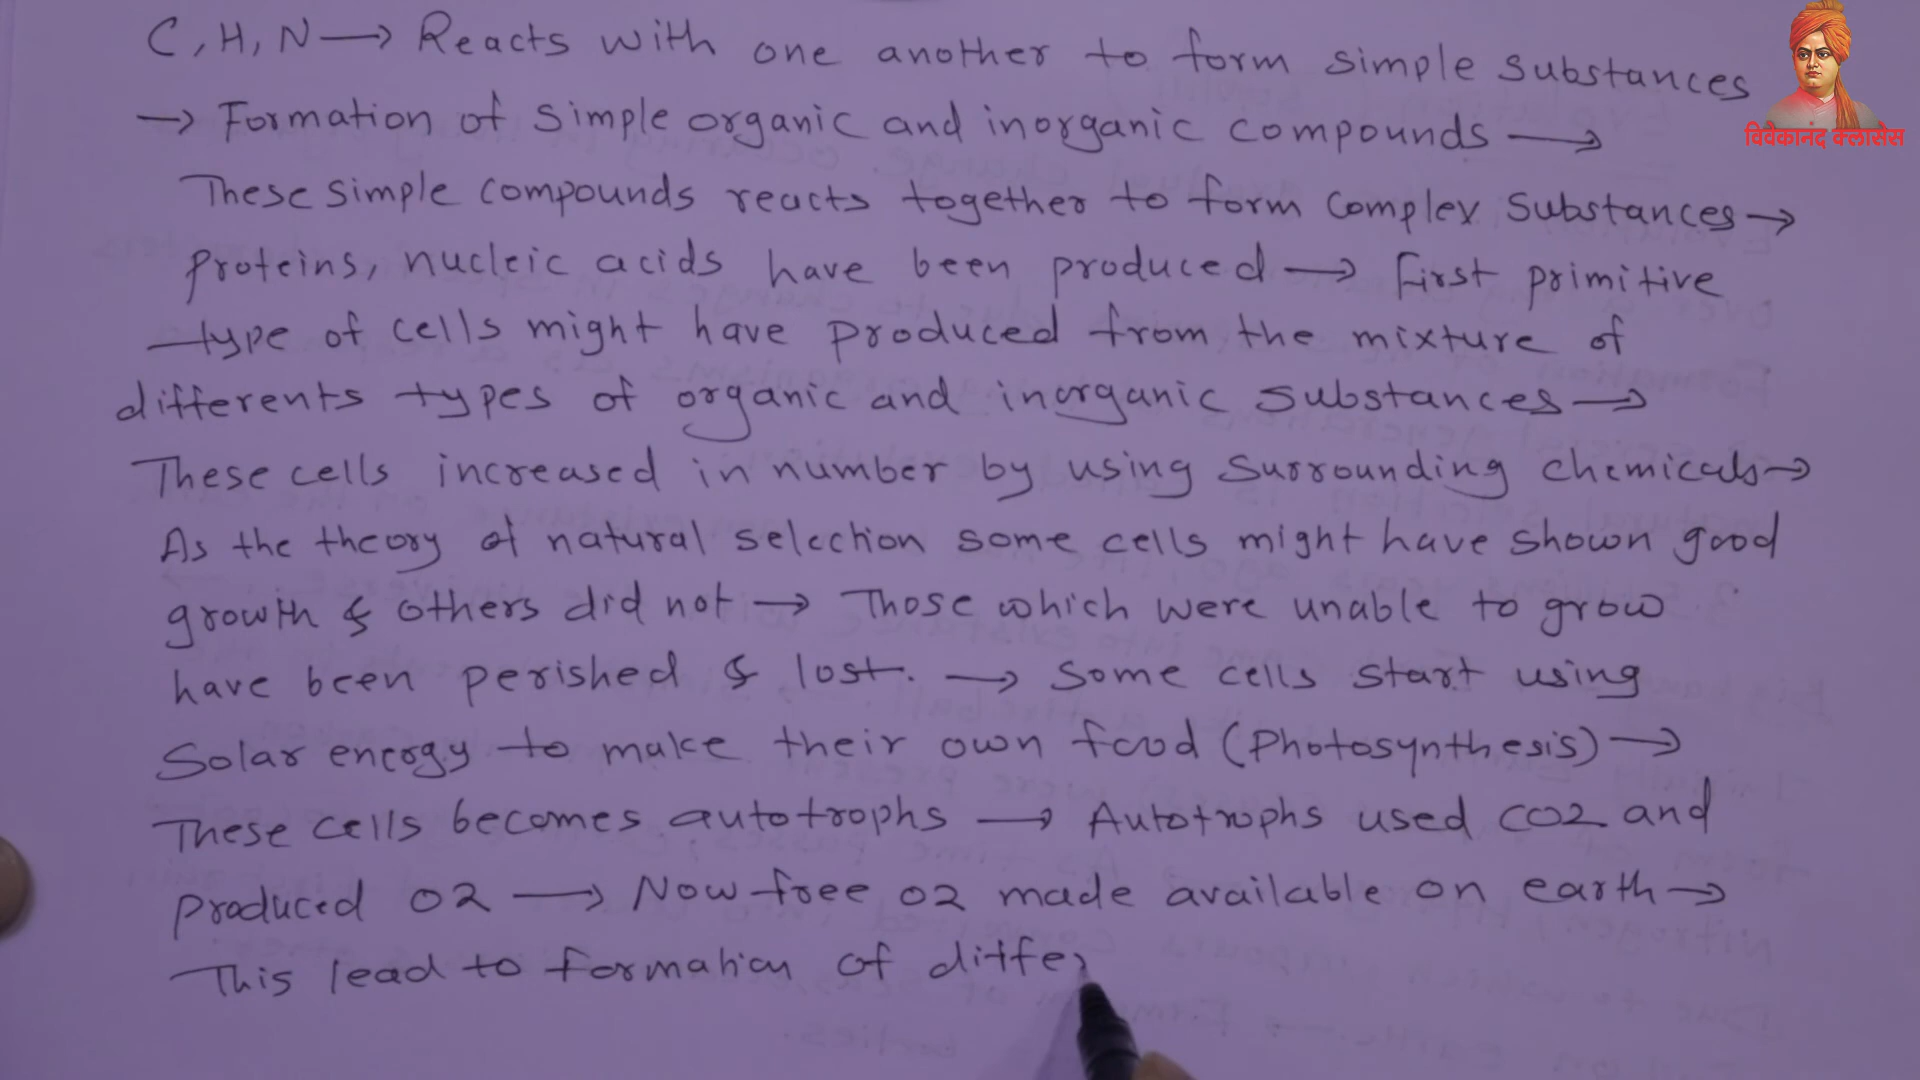 C, H, N → Reacts with one another to form simple substances
→ Formation of simple organic and inorganic compounds →
These simple compounds reacts together to form complex substances →
proteins, nucleic acids have been produced → first primitive
type of cells might have produced from the mixture of
differents types of organic and inorganic substances →
These cells increased in number by using surrounding chemicals →
As the theory of natural selection some cells might have shown good
growth & others did not → Those which were unable to grow
have been perished & lost. → Some cells start using
Solar energy to make their own food (Photosynthesis) →
These cells becomes autotrophs → Autotrophs used CO2 and
produced O2 → Now free O2 made available on earth →
This lead to formation of differ
विवेकानंद क्लासेस